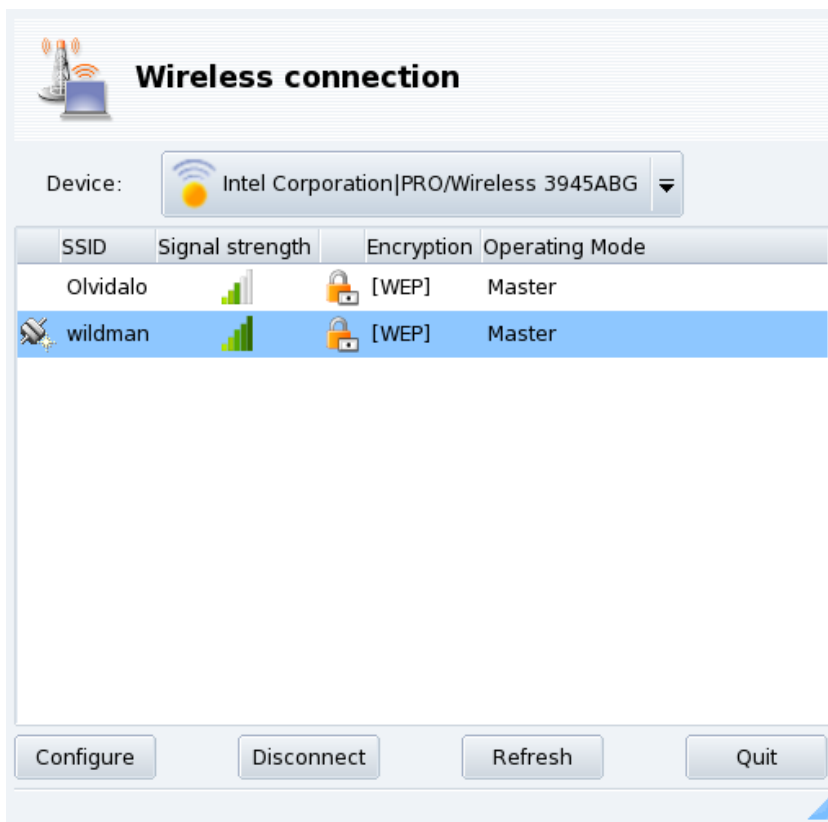 Wireless connection
Device: Intel Corporation|PRO/Wireless 3945ABG
SSID Signal strength Encryption Operating Mode
Olvidalo [WEP] Master
wildman [WEP] Master
Configure Disconnect Refresh Quit